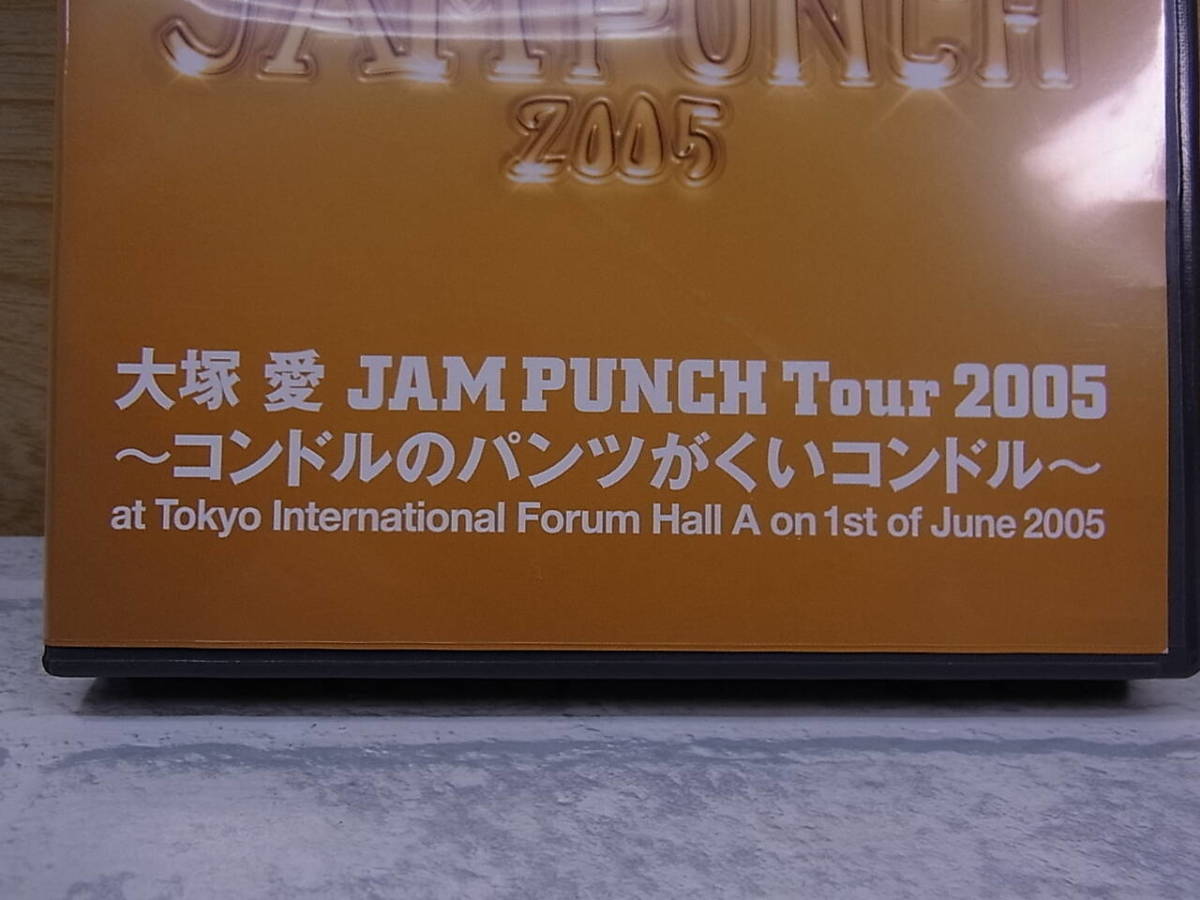 JAMPUNCH
2005
大塚 愛 JAM PUNCH Tour 2005
～コンドルのパンツがくいコンドル～
at Tokyo International Forum Hall A on 1st of June 2005